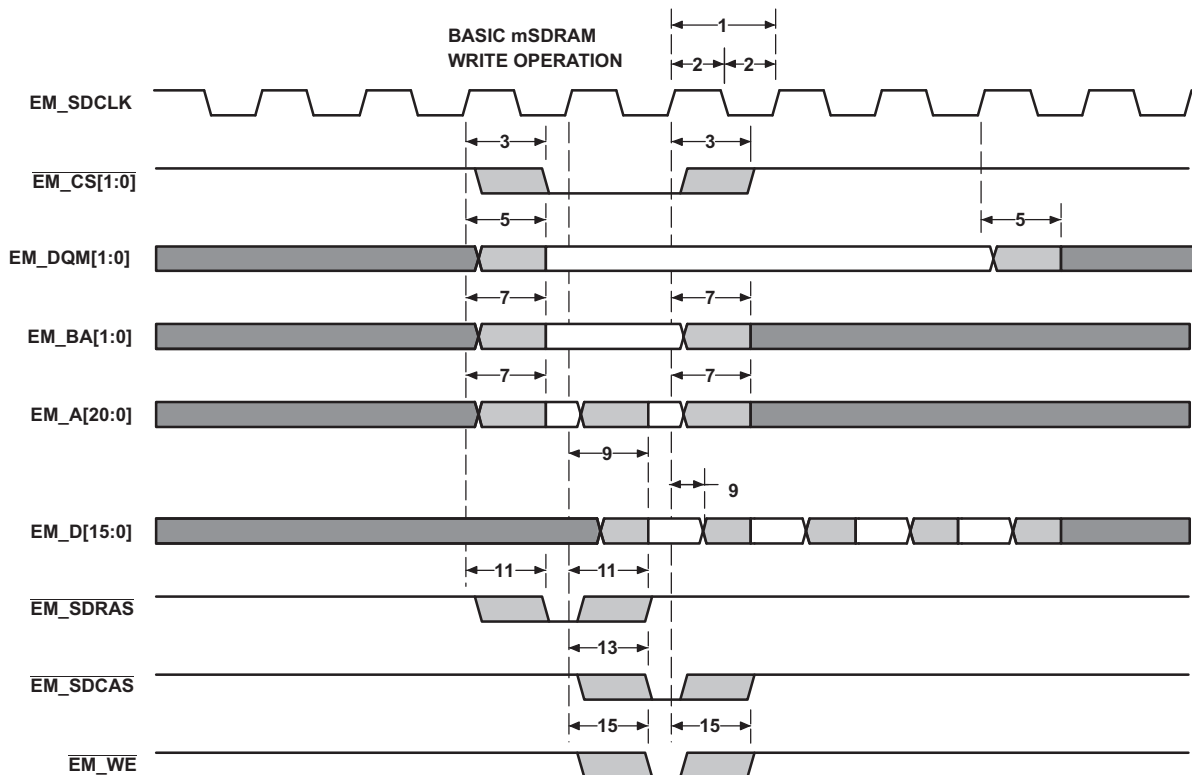 1
BASIC mSDRAM
WRITE OPERATION
2 2
EM_SDCLK
3 3
EM_CS[1:0]
5 5
EM_DQM[1:0]
7 7
EM_BA[1:0]
7 7
EM_A[20:0]
9
9
EM_D[15:0]
11 11
EM_SDRAS
13
EM_SDCAS
15 15
EM_WE